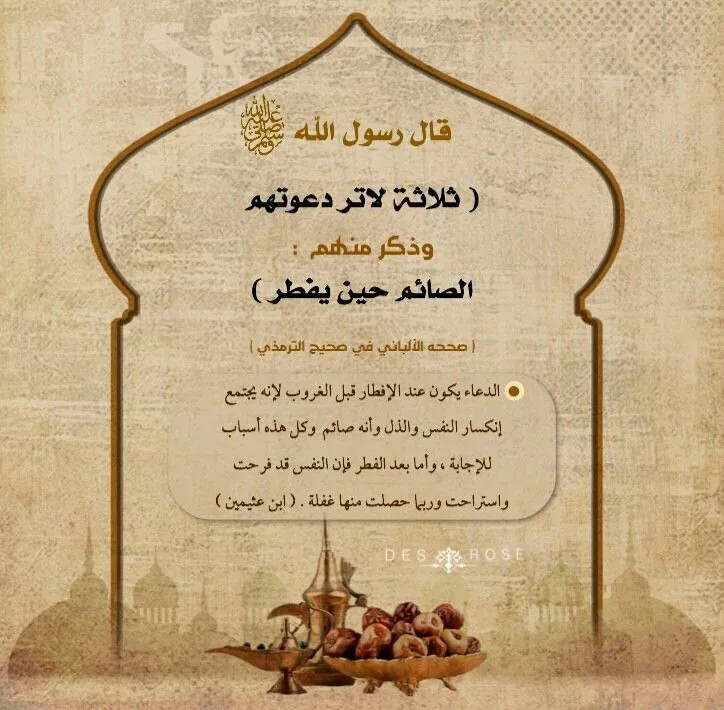 قال رسول الله ﷺ
( ثلاثة لاتر دعوتهم
وذكر منهم :
الصائم حين يفطر )
( صححه الألباني في صحيح الترمذي )
الدعاء يكون عند الإفطار قبل الغروب لإنه يجتمع
إنكسار النفس والذل وأنه صائم وكل هذه أسباب
للإجابة ، وأما بعد الفطر فإن النفس قد فرحت
واستراحت وربما حصلت منها غفلة . ( ابن عثيمين )
DES ROSE